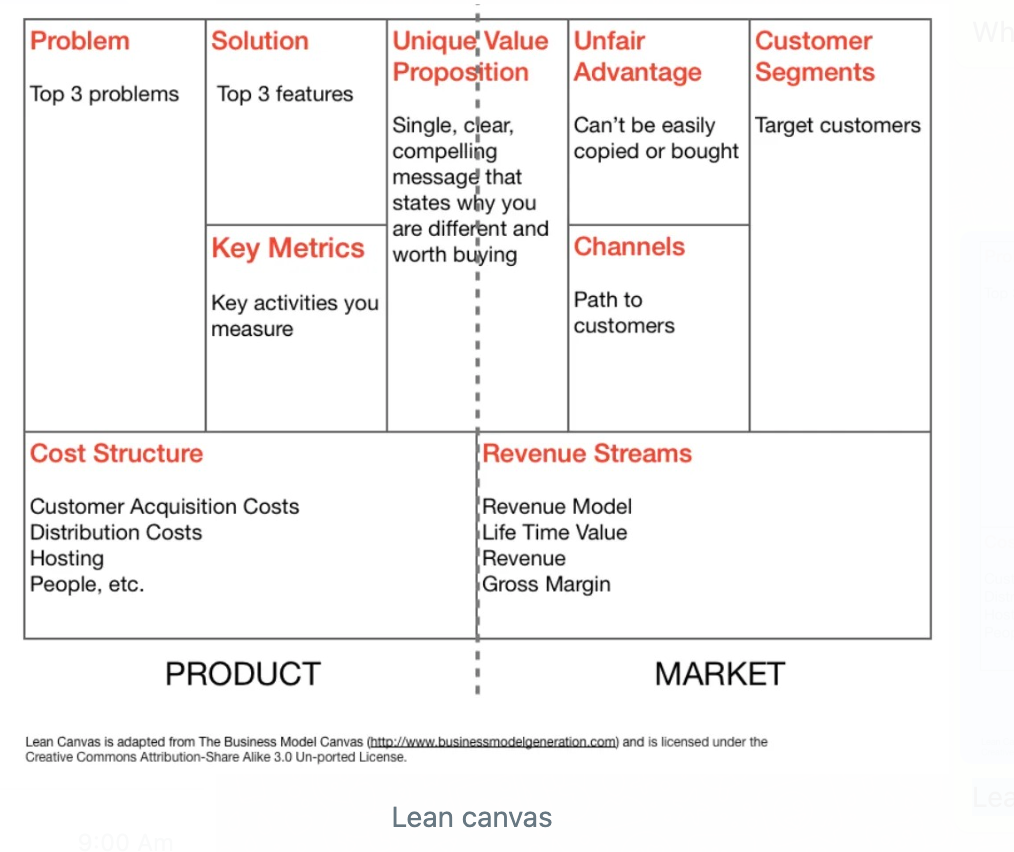 Problem
Top 3 problems
Solution
Top 3 features
Key Metrics
Key activities you
measure
Unique Value
Proposition
Single, clear,
compelling
message that
states why you
are different and
worth buying
Unfair
Advantage
Can’t be easily
copied or bought
Channels
Path to
customers
Customer
Segments
Target customers
Cost Structure
Customer Acquisition Costs
Distribution Costs
Hosting
People, etc.
Revenue Streams
Revenue Model
Life Time Value
Revenue
Gross Margin
PRODUCT
MARKET
Lean Canvas is adapted from The Business Model Canvas (http://www.businessmodelgeneration.com) and is licensed under the
Creative Commons Attribution-Share Alike 3.0 Un-ported License.
Lean canvas
9:00 Am